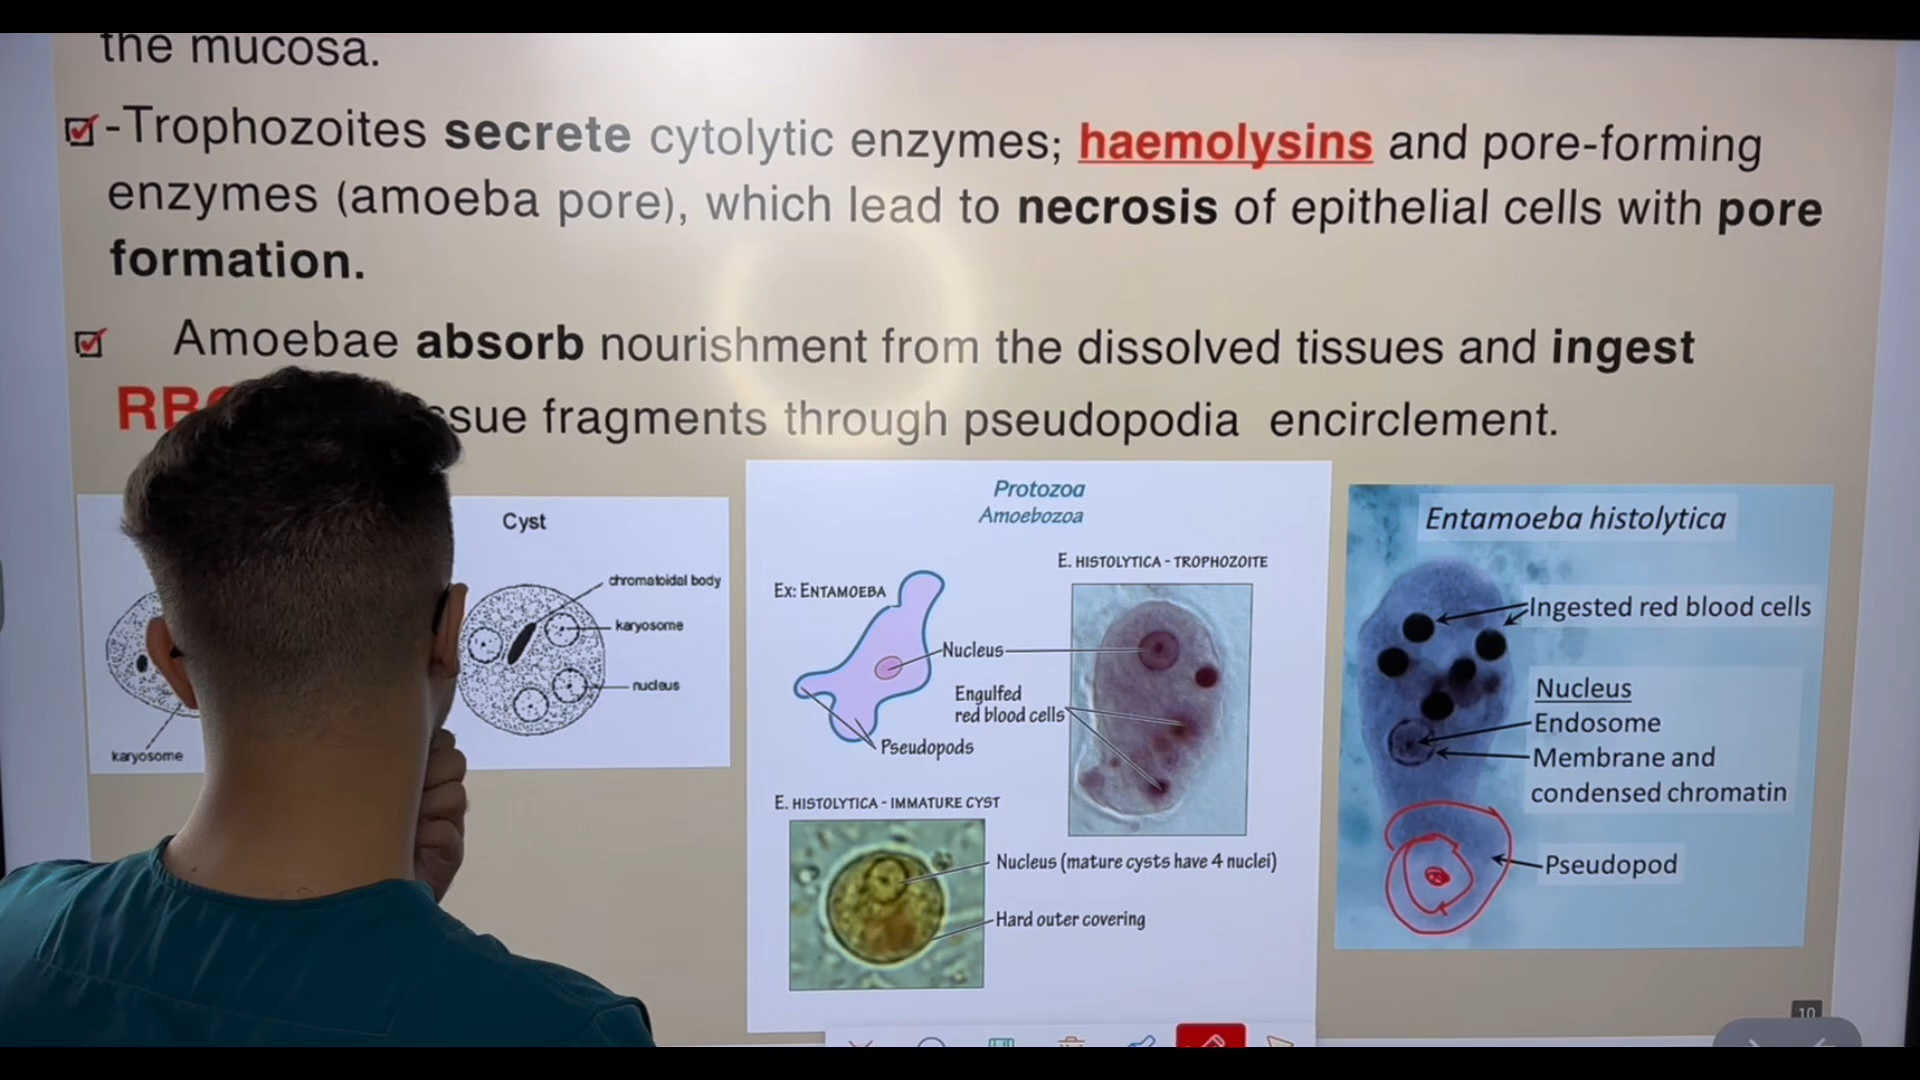 the mucosa.
-Trophozoites secrete cytolytic enzymes; haemolysins and pore-forming
enzymes (amoeba pore), which lead to necrosis of epithelial cells with pore
formation.
Amoebae absorb nourishment from the dissolved tissues and ingest
fragments through pseudopodia encirclement.
Cyst
chromatoidal body
karyosome
nucleus
karyosome
Protozoa
Amoebozoa
E. HISTOLYTICA - TROPHOZOITE
EX: ENTAMOEBA
Nucleus
Engulfed
red blood cells
Pseudopods
E. HISTOLYTICA - IMMATURE CYST
Nucleus (mature cysts have 4 nuclei)
Hard outer covering
Entamoeba histolytica
Ingested red blood cells
Nucleus
Endosome
Membrane and
condensed chromatin
Pseudopod
10